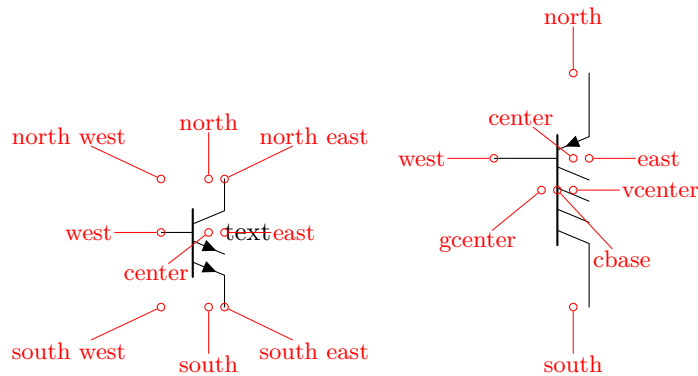 north
north
center
north west
north east
west
east
vcenter
west
text
east
gcenter
cbase
center
south west
south
south east
south